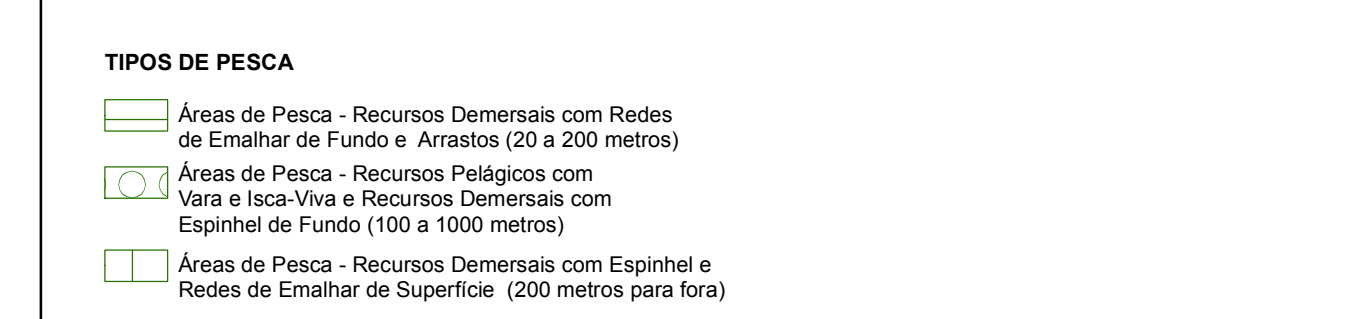 TIPOS DE PESCA
Áreas de Pesca - Recursos Demersais com Redes
de Emalhar de Fundo e Arrastos (20 a 200 metros)
Áreas de Pesca - Recursos Pelágicos com
Vara e Isca-Viva e Recursos Demersais com
Espinhel de Fundo (100 a 1000 metros)
Áreas de Pesca - Recursos Demersais com Espinhel e
Redes de Emalhar de Superfície (200 metros para fora)